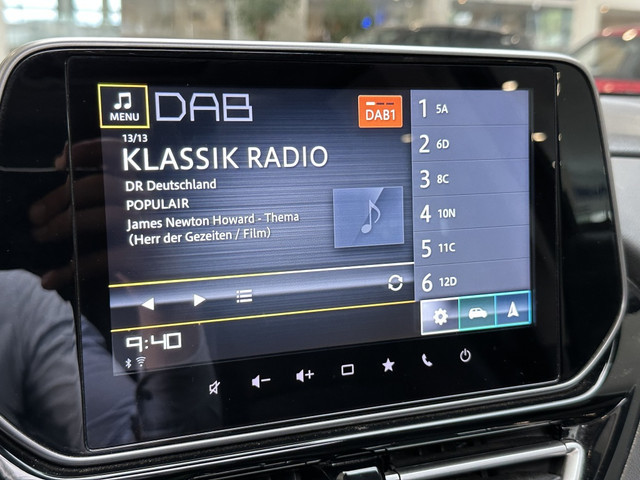 MENU
DAB
DAB1
13/13
KLASSIK RADIO
DR Deutschland
POPULAIR
James Newton Howard - Thema
(Herr der Gezeiten / Film)
1 5A
2 6D
3 8C
4 10N
5 11C
6 12D
9:40